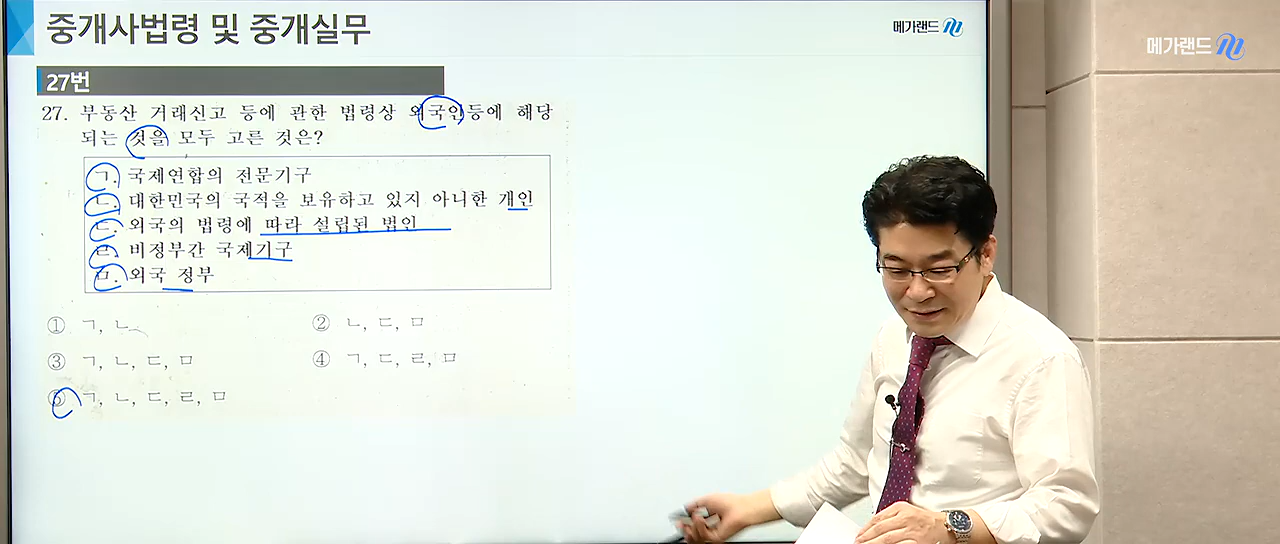 중개사법령 및 중개실무
메가랜드
메가랜드
27번
27. 부동산 거래신고 등에 관한 법령상 외국인등에 해당
되는 것을 모두 고른 것은?
ㄱ. 국제연합의 전문기구
ㄴ. 대한민국의 국적을 보유하고 있지 아니한 개인
ㄷ. 외국의 법령에 따라 설립된 법인
ㄹ. 비정부간 국제기구
ㅁ. 외국 정부
① ㄱ, ㄴ
② ㄴ, ㄷ, ㅁ
③ ㄱ, ㄴ, ㄷ, ㅁ
④ ㄱ, ㄷ, ㄹ, ㅁ
⑤ ㄱ, ㄴ, ㄷ, ㄹ, ㅁ